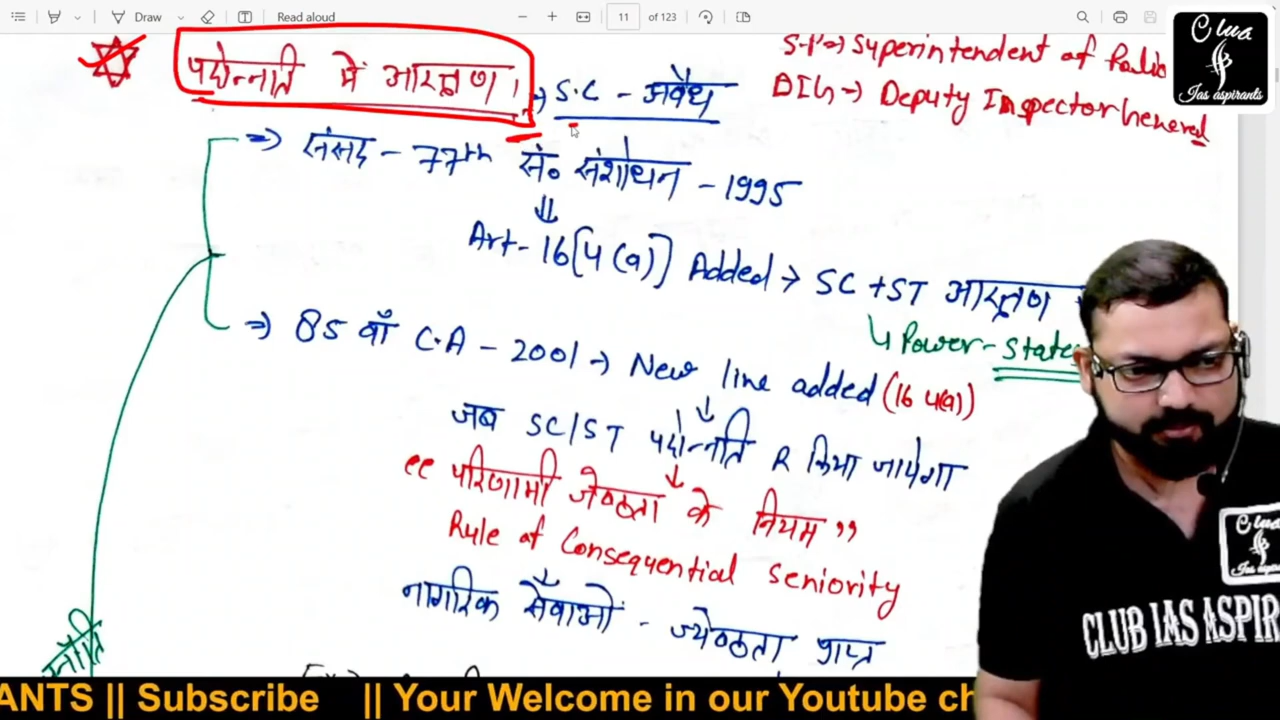 Draw
Read aloud
11 of 123
पदोन्नति में आरक्षण।
→ S.C - अवैध
S.P → Superintendent of Polic
DIG → Deputy Inspector General
⇒ संसद - 77th सं० संशोधन - 1995
⇓
Art - 16[4(a)] Added → SC + ST आरक्षण
↳ Power - State
⇒ 85 वाँ C.A - 2001 → New line added (16 4(a))
↓
जब SC/ST पदोन्नति R किया जायेगा
↓
“ परिणामी जेष्ठता के नियम ”
Rule of Consequential seniority
नागरिक सेवाओं - ज्येष्ठता प्राप्त
Club
Ias aspirants
CLUB IAS ASPIR
ANTS || Subscribe || Your Welcome in our Youtube ch